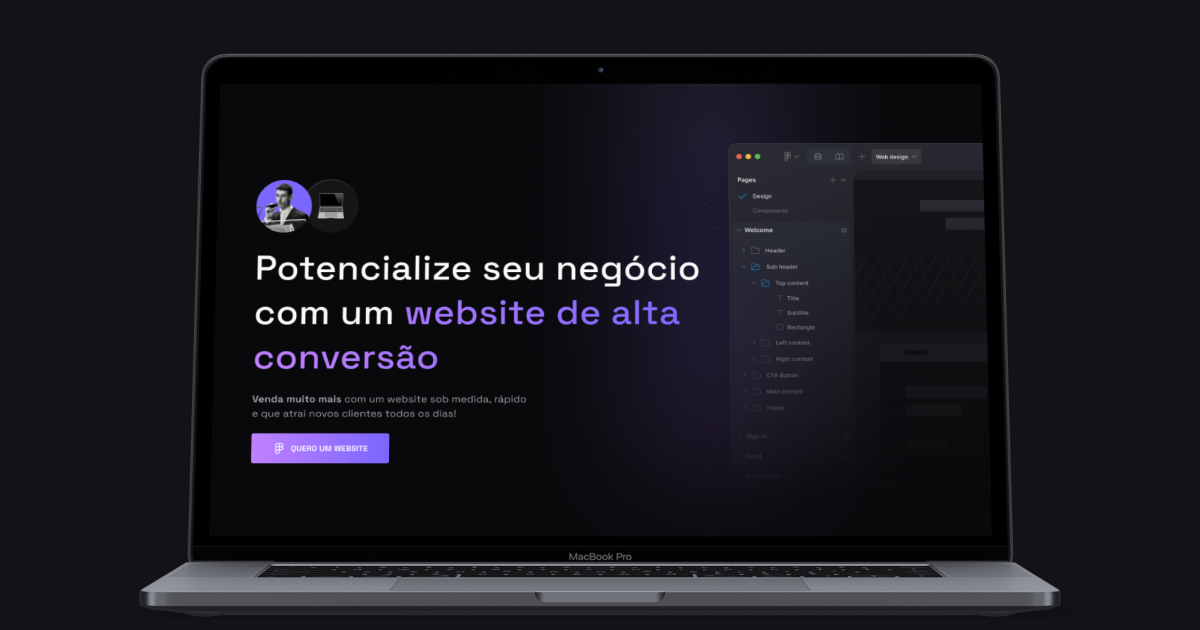 Potencialize seu negócio
com um website de alta
conversão
Venda muito mais com um website sob medida, rápido
e que atrai novos clientes todos os dias!
QUERO UM WEBSITE
Web design
Pages
Design
Components
Welcome
Header
Sub header
Top content
Title
Subtitle
Rectangle
Left content
Right content
CTA Button
Main content
Footer
Sign in
MacBook Pro